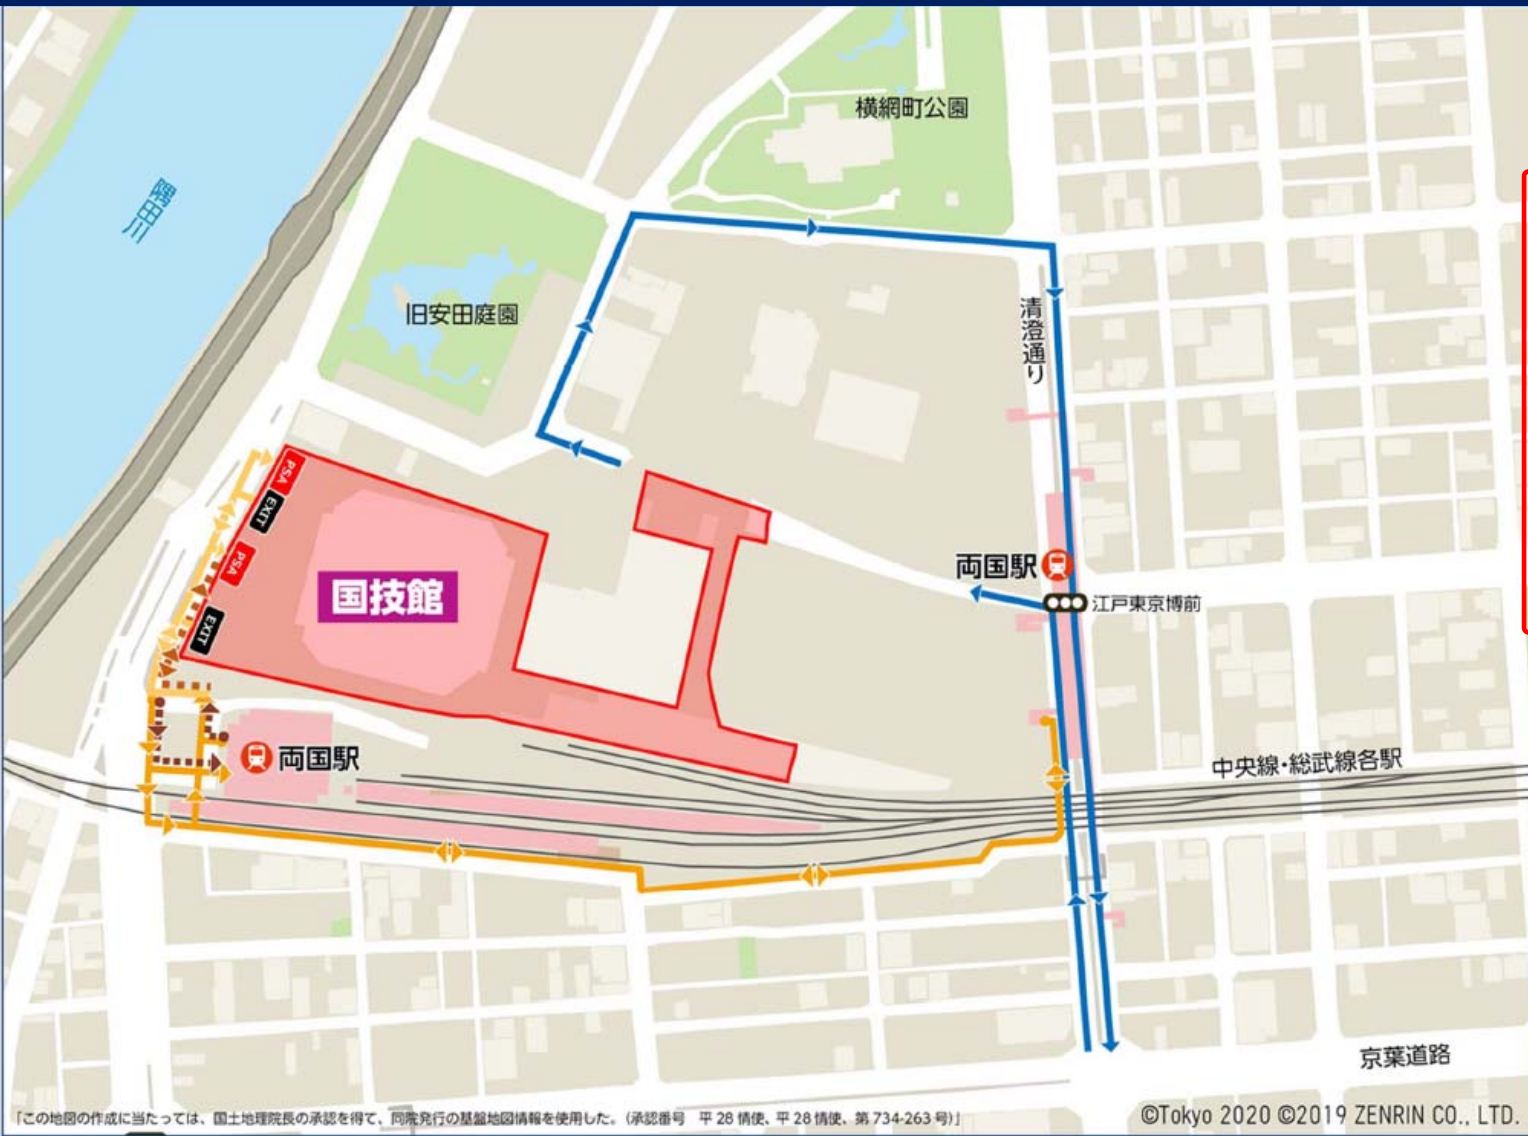 横網町公園
隅田川
旧安田庭園
清澄通り
PSA
EXIT
PSA
EXIT
国技館
両国駅
江戸東京博前
両国駅
中央線・総武線各駅
京葉道路
「この地図の作成に当たっては、国土地理院長の承認を得て、同院発行の基盤地図情報を使用した。（承認番号　平 28 情使、平 28 情使、第 734-263 号）」
©Tokyo 2020 ©2019 ZENRIN CO., LTD.